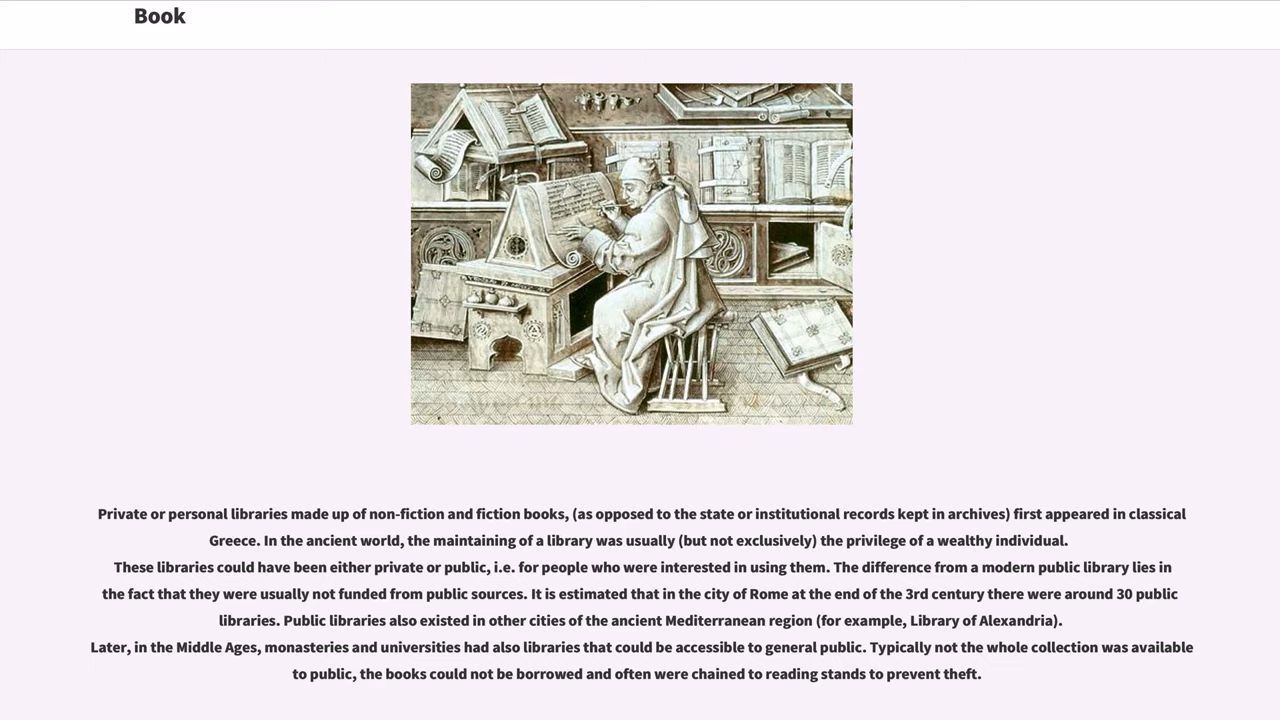 Book
Private or personal libraries made up of non-fiction and fiction books, (as opposed to the state or institutional records kept in archives) first appeared in classical
Greece. In the ancient world, the maintaining of a library was usually (but not exclusively) the privilege of a wealthy individual.
These libraries could have been either private or public, i.e. for people who were interested in using them. The difference from a modern public library lies in
the fact that they were usually not funded from public sources. It is estimated that in the city of Rome at the end of the 3rd century there were around 30 public
libraries. Public libraries also existed in other cities of the ancient Mediterranean region (for example, Library of Alexandria).
Later, in the Middle Ages, monasteries and universities had also libraries that could be accessible to general public. Typically not the whole collection was available
to public, the books could not be borrowed and often were chained to reading stands to prevent theft.